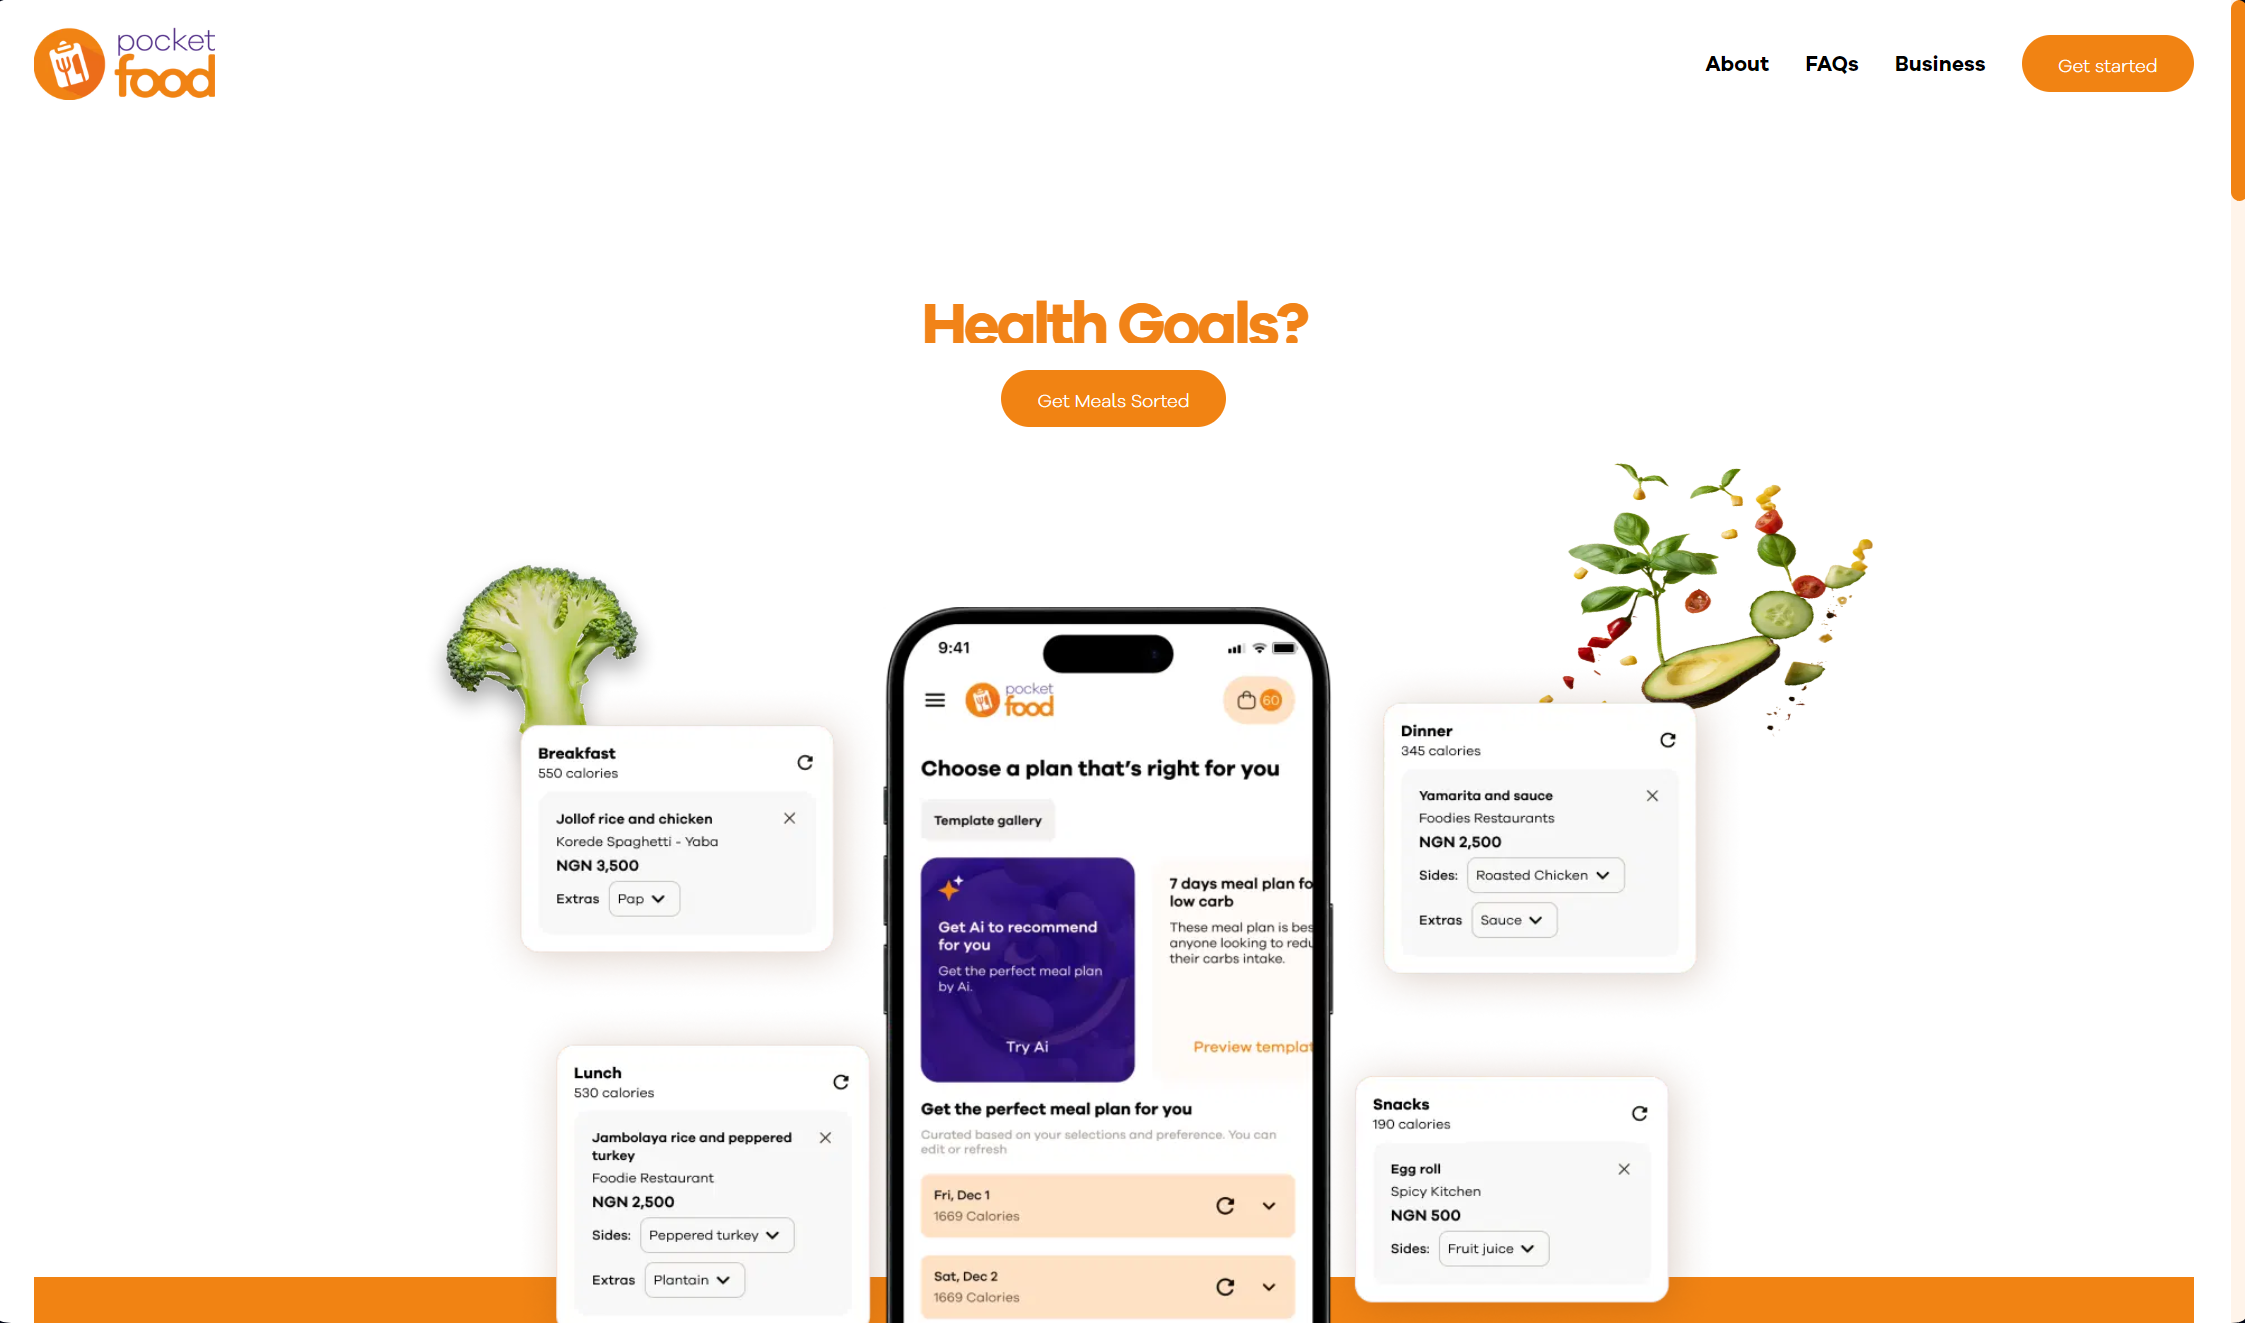 pocket
food
About
FAQs
Business
Get started
Health Goals?
Get Meals Sorted
9:41
pocket
food
60
Choose a plan that's right for you
Template gallery
Get Ai to recommend
for you
Get the perfect meal plan
by Ai.
Try Ai
7 days meal plan fo
low carb
These meal plan is bes
anyone looking to redu
their carbs intake.
Preview templat
Get the perfect meal plan for you
Curated based on your selections and preference. You can
edit or refresh
Fri, Dec 1
1669 Calories
Sat, Dec 2
1669 Calories
Breakfast
550 calories
Jollof rice and chicken
Korede Spaghetti - Yaba
NGN 3,500
Extras Pap
Lunch
530 calories
Jambolaya rice and peppered
turkey
Foodie Restaurant
NGN 2,500
Sides: Peppered turkey
Extras Plantain
Dinner
345 calories
Yamarita and sauce
Foodies Restaurants
NGN 2,500
Sides: Roasted Chicken
Extras Sauce
Snacks
190 calories
Egg roll
Spicy Kitchen
NGN 500
Sides: Fruit juice